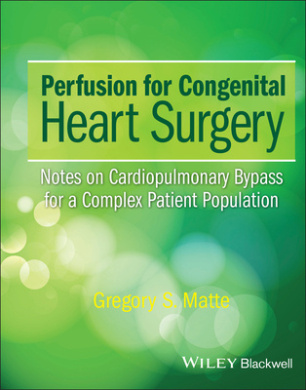 Perfusion for Congenital
Heart Surgery
Notes on Cardiopulmonary Bypass
for a Complex Patient Population
Gregory S. Matte
WILEY Blackwell